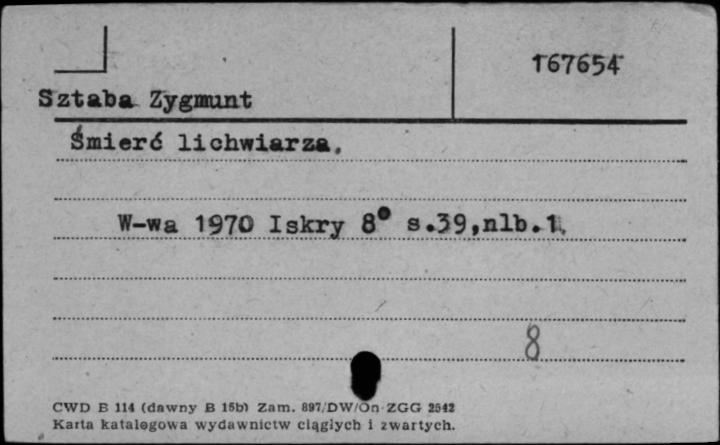 167654
Sztaba Zygmunt
Śmierć lichwiarza.
W-wa 1970 Iskry 8° s.39,nlb.1.
8
CWD B 114 (dawny B 15b) Zam. 897/DW/On ZGG 2542
Karta katalogowa wydawnictw ciągłych i zwartych.